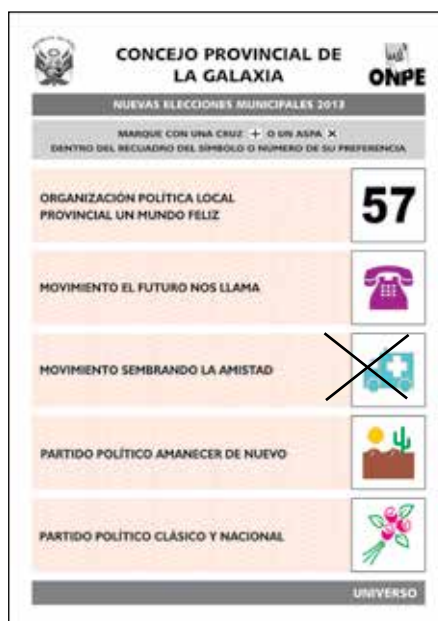 CONCEJO PROVINCIAL DE
LA GALAXIA
ONPE
NUEVAS ELECCIONES MUNICIPALES 2013
MARQUE CON UNA CRUZ + O UN ASPA X
DENTRO DEL RECUADRO DEL SÍMBOLO O NÚMERO DE SU PREFERENCIA
ORGANIZACIÓN POLÍTICA LOCAL
PROVINCIAL UN MUNDO FELIZ
57
MOVIMIENTO EL FUTURO NOS LLAMA
MOVIMIENTO SEMBRANDO LA AMISTAD
PARTIDO POLÍTICO AMANECER DE NUEVO
PARTIDO POLÍTICO CLÁSICO Y NACIONAL
UNIVERSO